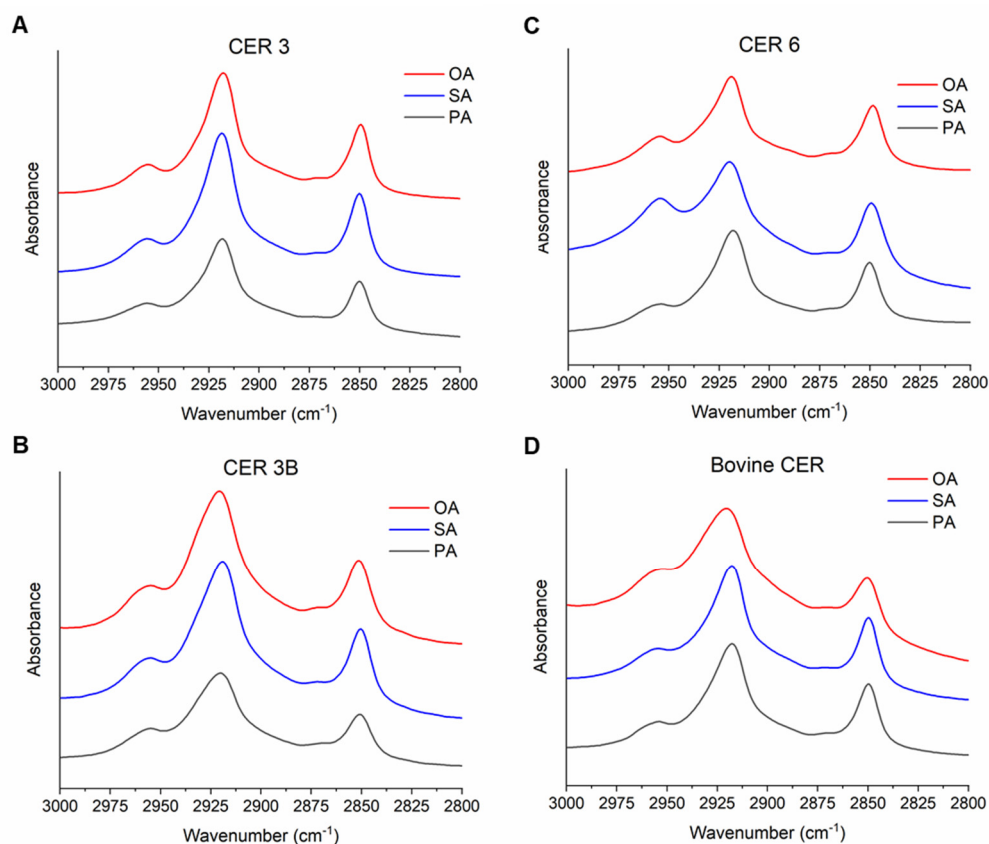 A
CER 3
OA
SA
PA
Absorbance
3000 2975 2950 2925 2900 2875 2850 2825 2800
Wavenumber (cm⁻¹)
C
CER 6
OA
SA
PA
Absorbance
3000 2975 2950 2925 2900 2875 2850 2825 2800
Wavenumber (cm⁻¹)
B
CER 3B
OA
SA
PA
Absorbance
3000 2975 2950 2925 2900 2875 2850 2825 2800
Wavenumber (cm⁻¹)
D
Bovine CER
OA
SA
PA
Absorbance
3000 2975 2950 2925 2900 2875 2850 2825 2800
Wavenumber (cm⁻¹)